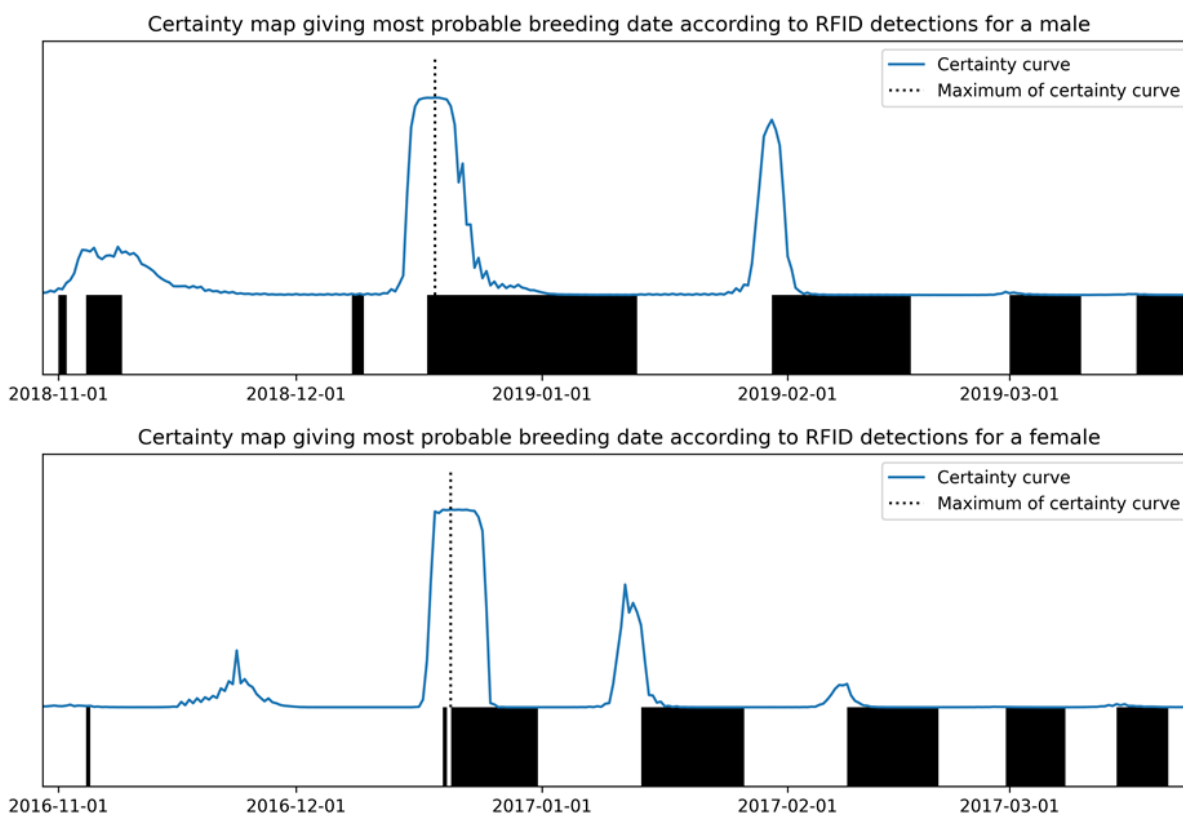 Certainty map giving most probable breeding date according to RFID detections for a male
Certainty curve
Maximum of certainty curve
2018-11-01 2018-12-01 2019-01-01 2019-02-01 2019-03-01
Certainty map giving most probable breeding date according to RFID detections for a female
Certainty curve
Maximum of certainty curve
2016-11-01 2016-12-01 2017-01-01 2017-02-01 2017-03-01